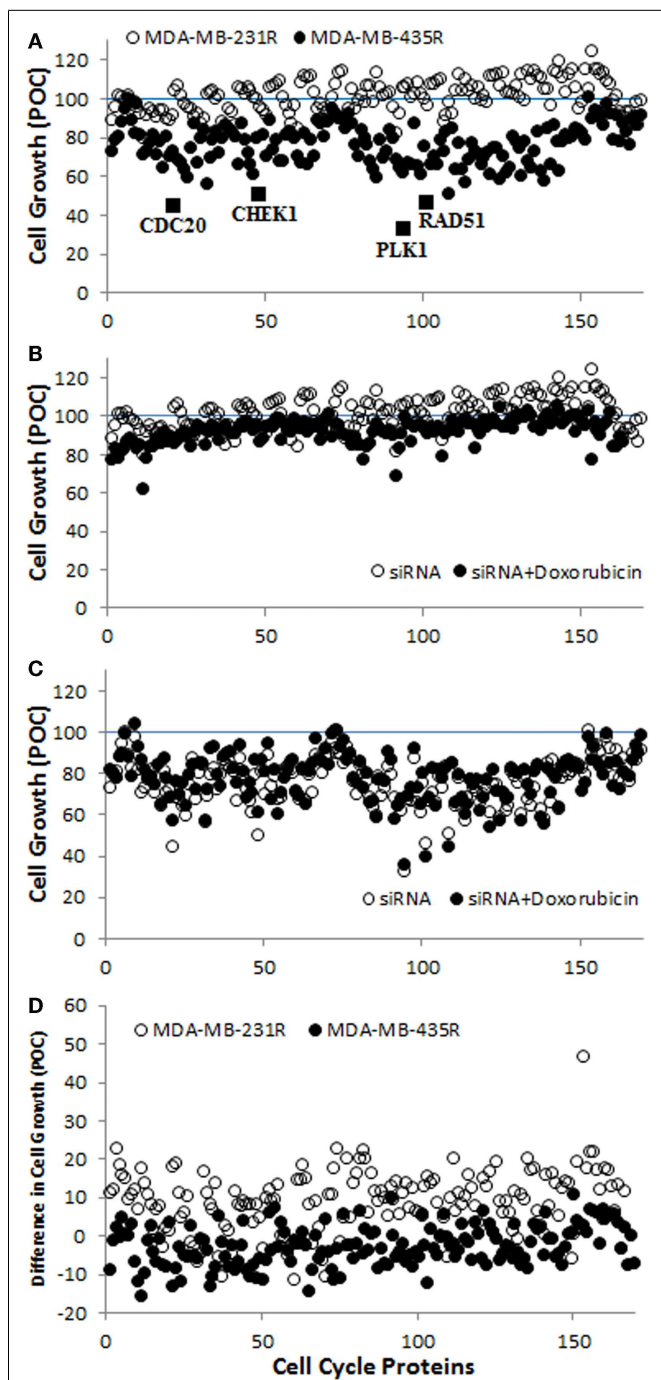 A
MDA-MB-231R MDA-MB-435R
Cell Growth (POC)
120
100
80
60
40
20
0
CDC20
CHEK1
PLK1
RAD51
0 50 100 150
B
Cell Growth (POC)
120
100
80
60
40
20
0
siRNA siRNA+Doxorubicin
0 50 100 150
C
Cell Growth (POC)
120
100
80
60
40
20
0
siRNA siRNA+Doxorubicin
0 50 100 150
D
MDA-MB-231R MDA-MB-435R
Difference in Cell Growth (POC)
60
50
40
30
20
10
0
-10
-20
0 50 100 150
Cell Cycle Proteins